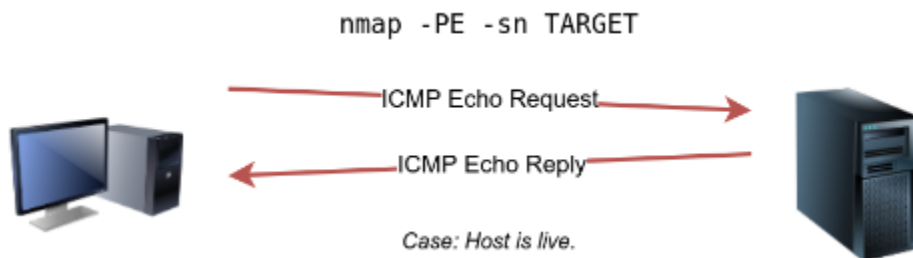 nmap -PE -sn TARGET
ICMP Echo Request
ICMP Echo Reply
Case: Host is live.